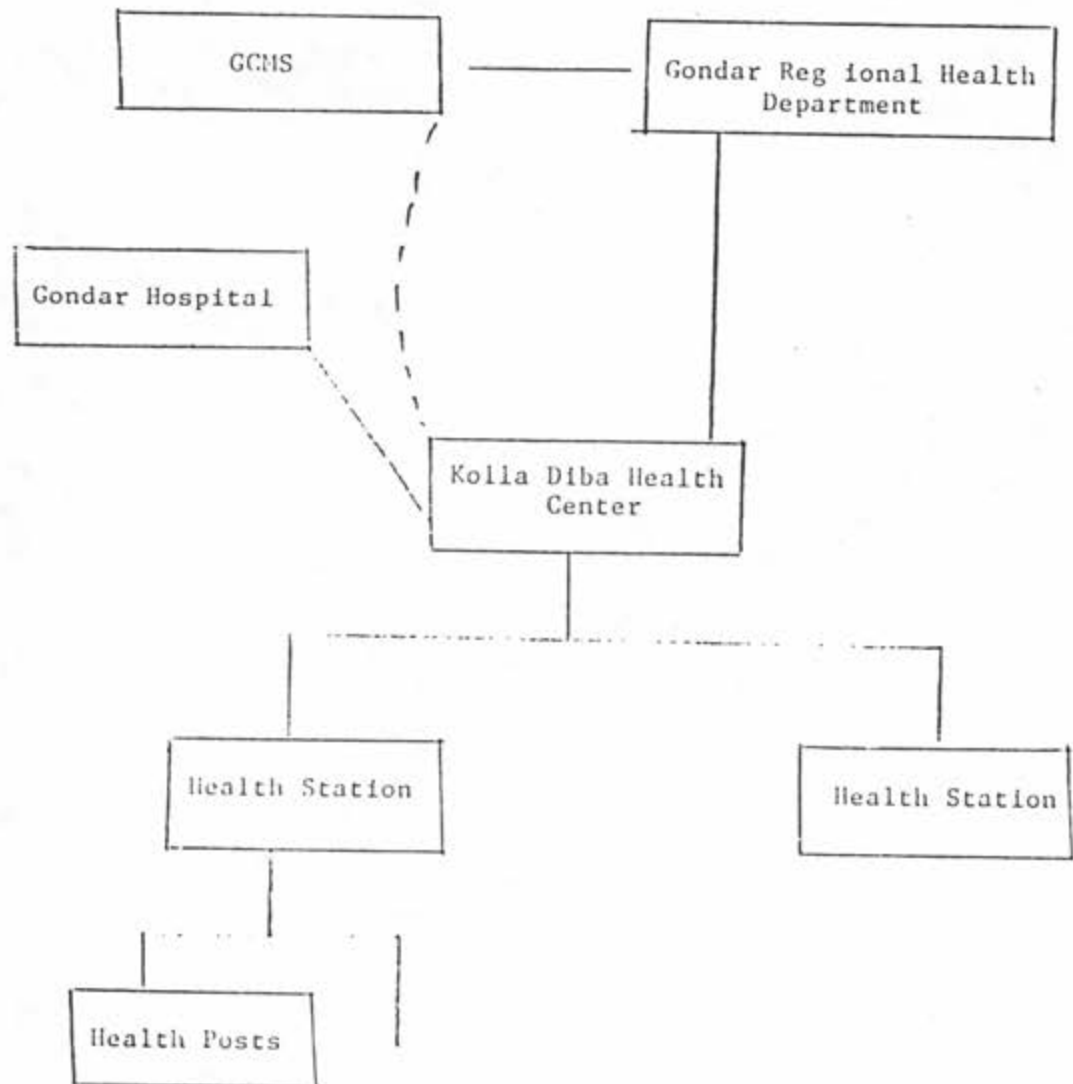 GCMS
Gondar Reg ional Health
Department
Gondar Hospital
Kolla Diba Health
Center
Health Station
Health Station
Health Posts